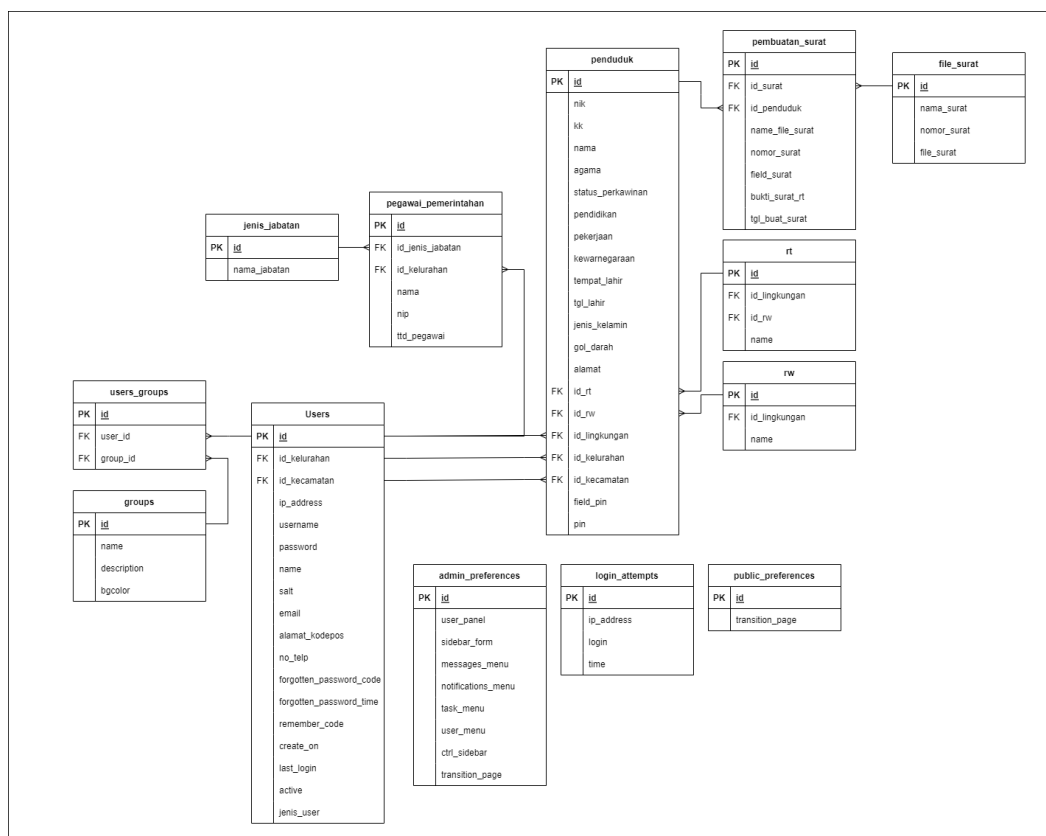 pembuatan_surat
PK id
FK id_surat
FK id_penduduk
name_file_surat
nomor_surat
field_surat
bukti_surat_rt
tgl_buat_surat
file_surat
PK id
nama_surat
nomor_surat
file_surat
penduduk
PK id
nik
kk
nama
agama
status_perkawinan
pendidikan
pekerjaan
kewarnegaraan
tempat_lahir
tgl_lahir
jenis_kelamin
gol_darah
alamat
FK id_rt
FK id_rw
FK id_lingkungan
FK id_kelurahan
FK id_kecamatan
field_pin
pin
pegawai_pemerintahan
PK id
FK id_jenis_jabatan
FK id_kelurahan
nama
nip
ttd_pegawai
jenis_jabatan
PK id
nama_jabatan
rt
PK id
FK id_lingkungan
FK id_rw
name
rw
PK id
FK id_lingkungan
name
users_groups
PK id
FK user_id
FK group_id
groups
PK id
name
description
bgcolor
Users
PK id
FK id_kelurahan
FK id_kecamatan
ip_address
username
password
name
salt
email
alamat_kodepos
no_telp
forgotten_password_code
forgotten_password_time
remember_code
create_on
last_login
active
jenis_user
admin_preferences
PK id
user_panel
sidebar_form
messages_menu
notifications_menu
task_menu
user_menu
ctrl_sidebar
transition_page
login_attempts
PK id
ip_address
login
time
public_preferences
PK id
transition_page